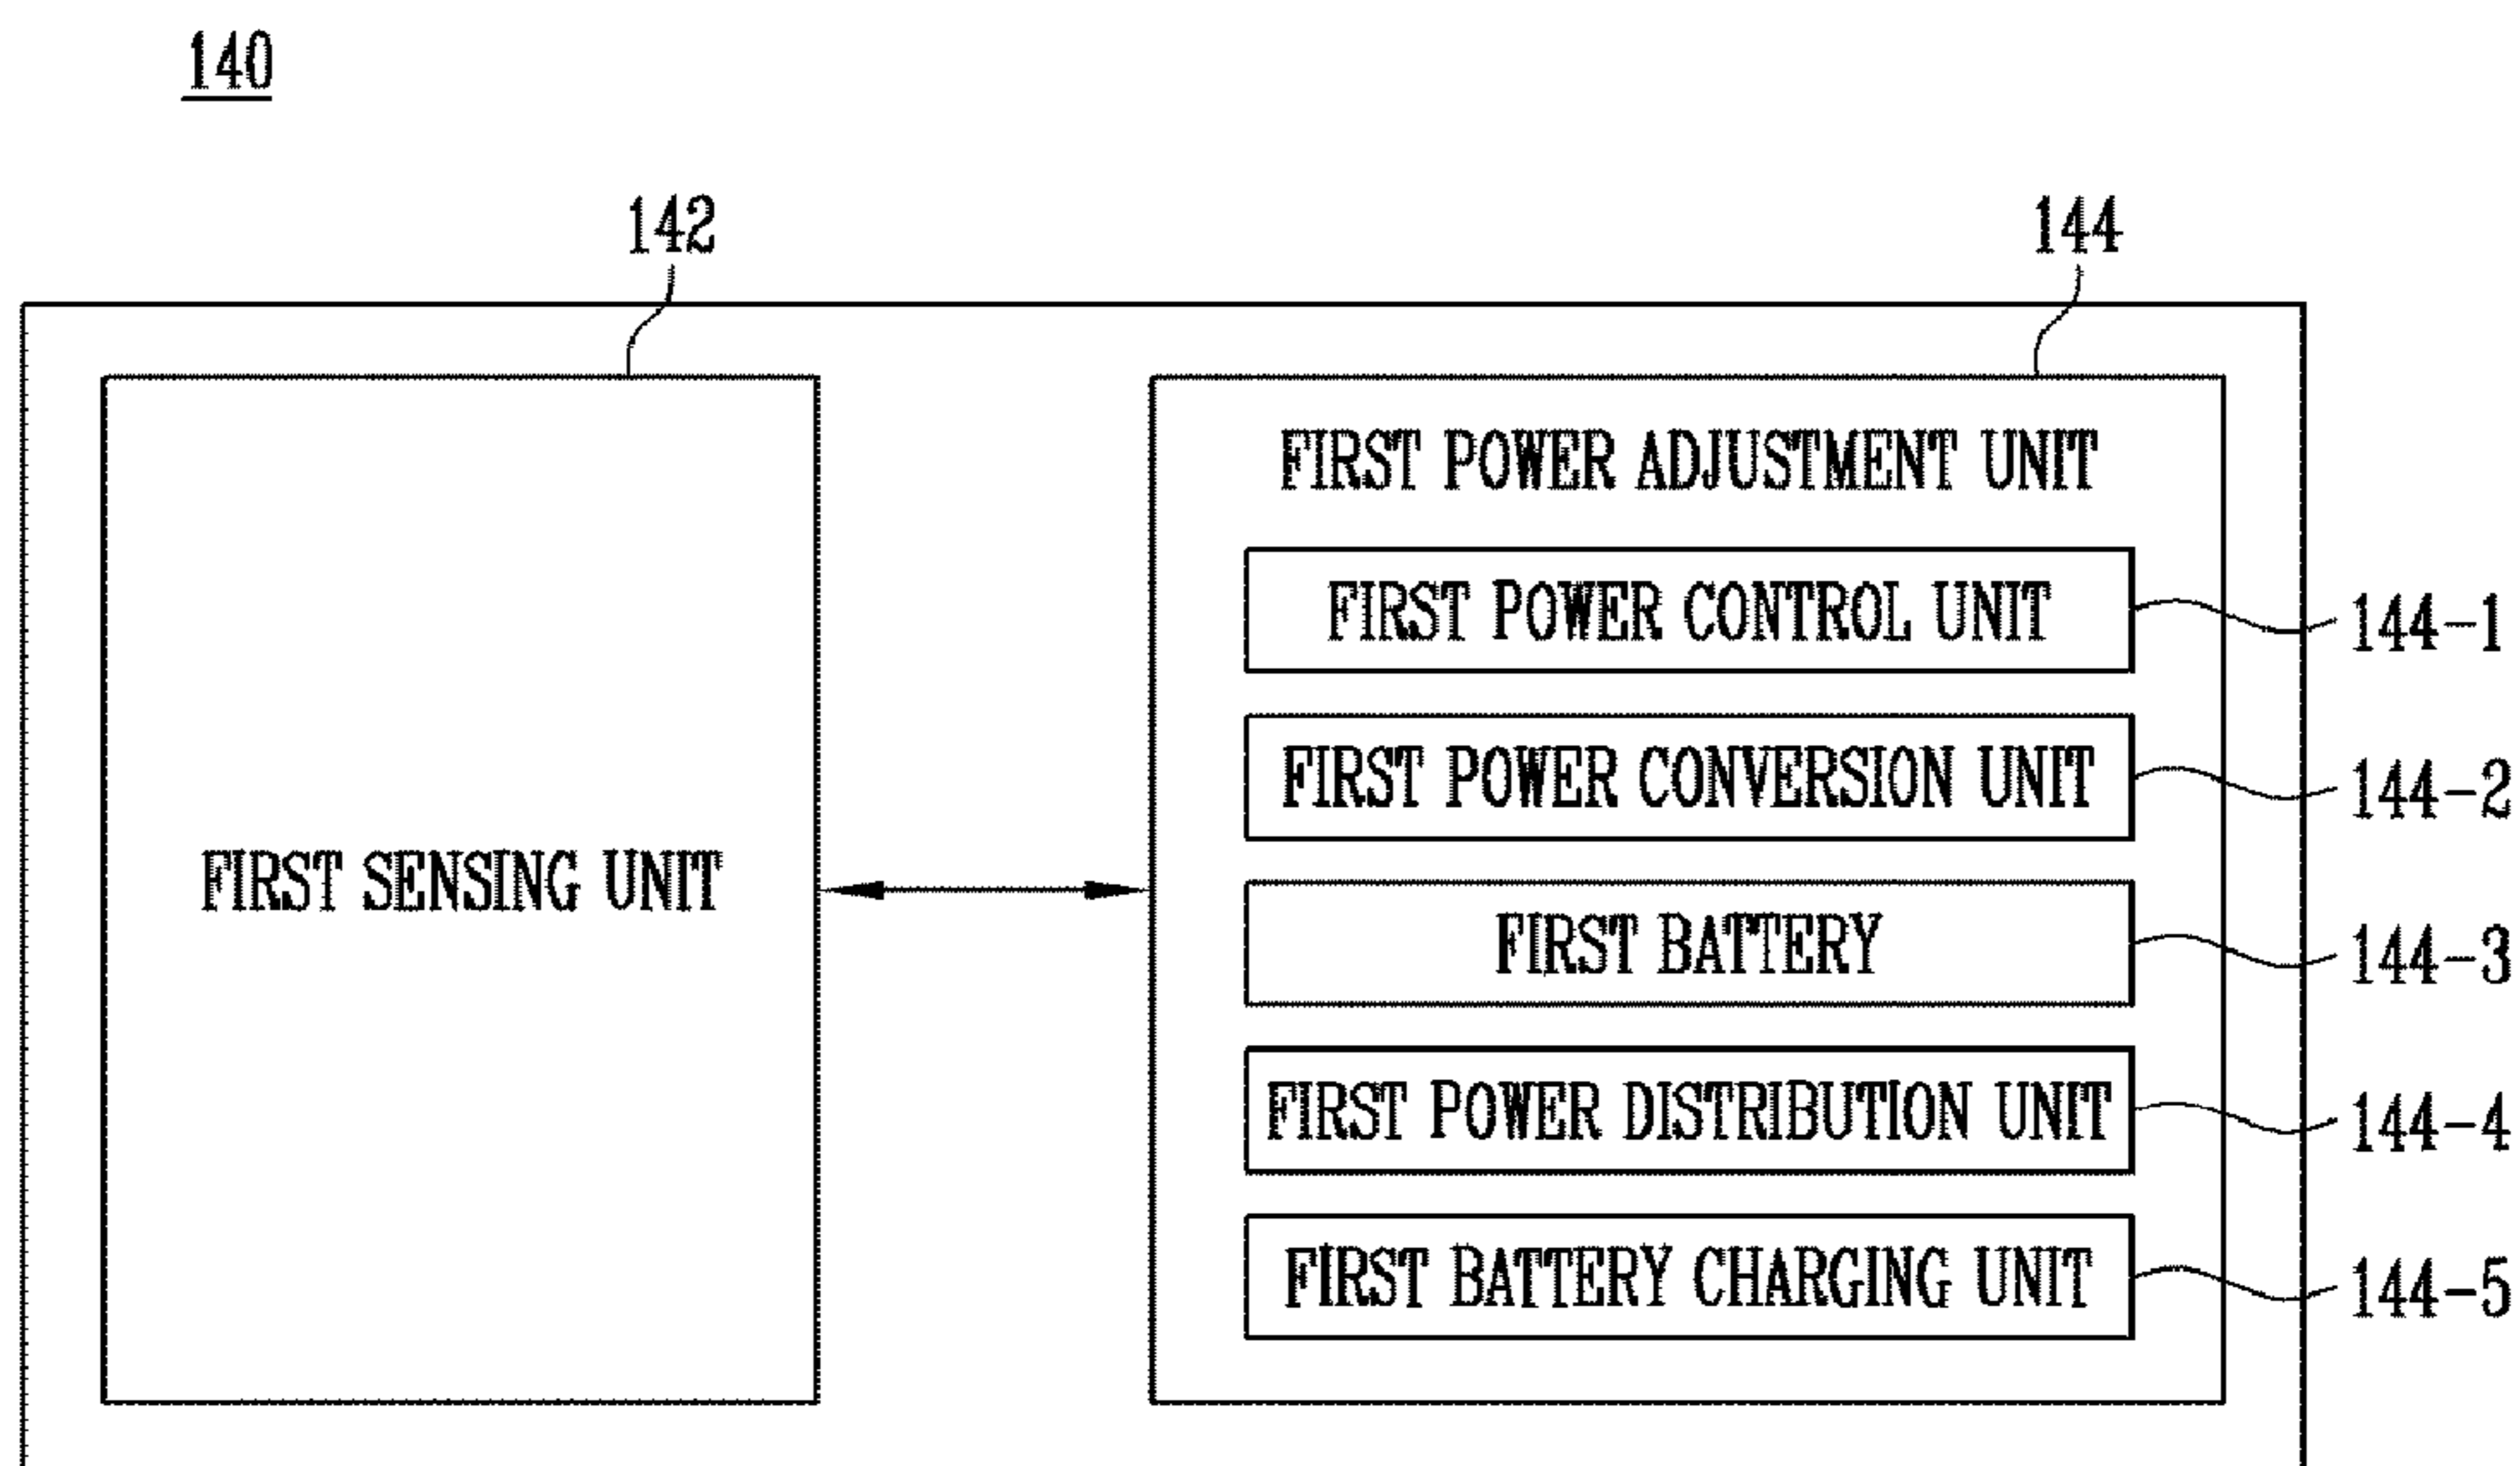 140
142
144
FIRST POWER ADJUSTMENT UNIT
FIRST POWER CONTROL UNIT
144-1
FIRST POWER CONVERSION UNIT
144-2
FIRST SENSING UNIT
FIRST BATTERY
144-3
FIRST POWER DISTRIBUTION UNIT
144-4
FIRST BATTERY CHARGING UNIT
144-5